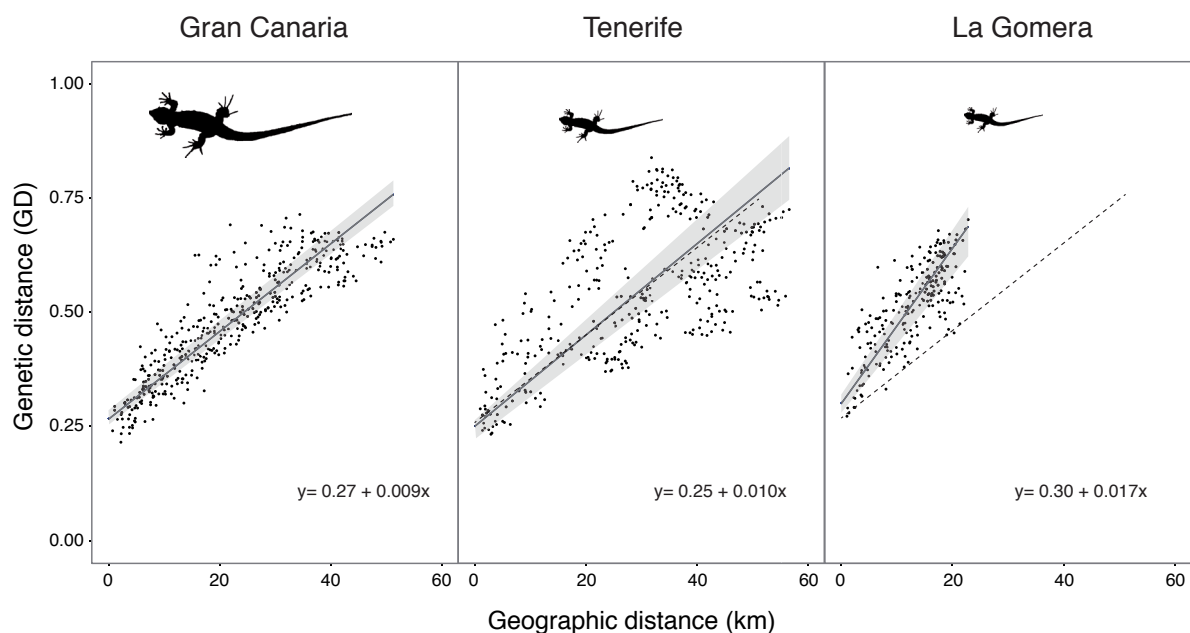 Gran Canaria
Tenerife
La Gomera
Genetic distance (GD)
1.00
0.75
0.50
0.25
0.00
y= 0.27 + 0.009x
y= 0.25 + 0.010x
y= 0.30 + 0.017x
0 20 40 60
0 20 40 60
0 20 40 60
Geographic distance (km)